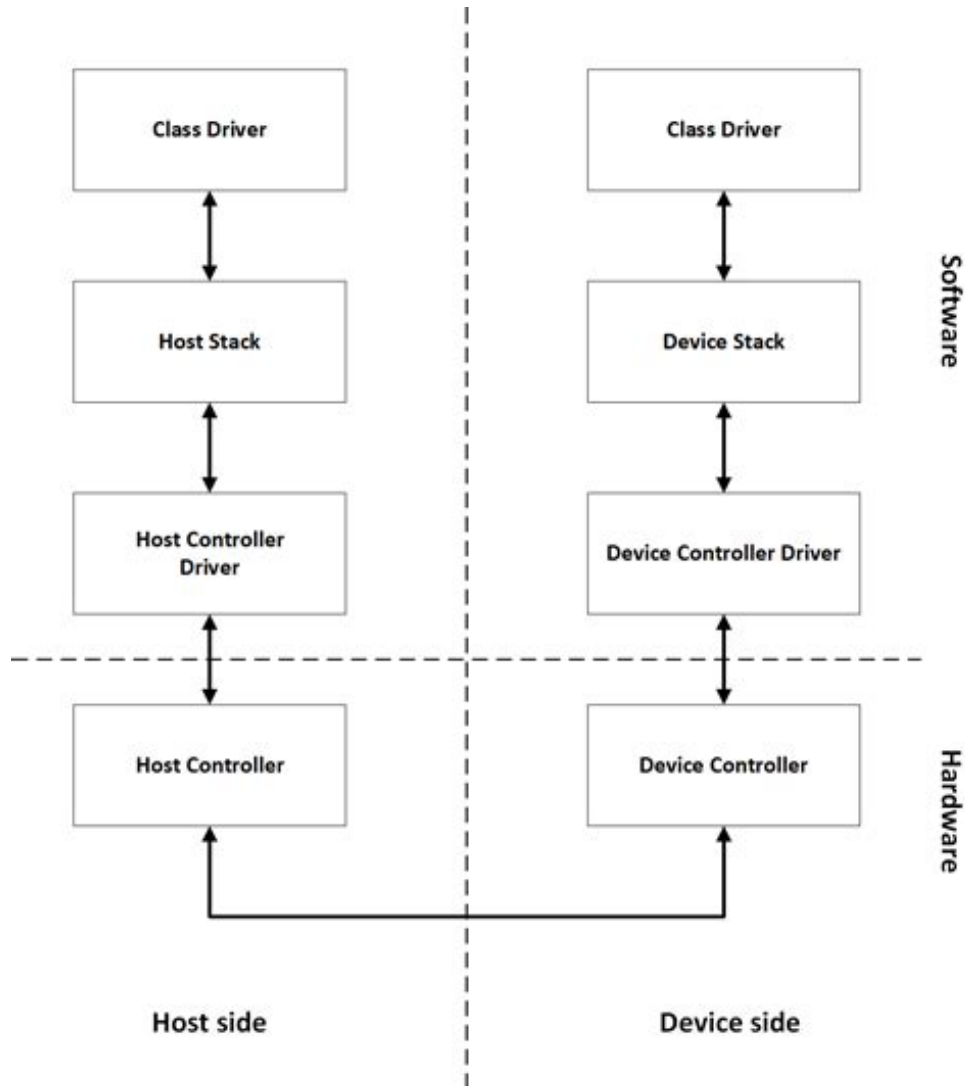 Class Driver
Class Driver
Host Stack
Device Stack
Software
Host Controller
Driver
Device Controller Driver
Host Controller
Device Controller
Hardware
Host side
Device side